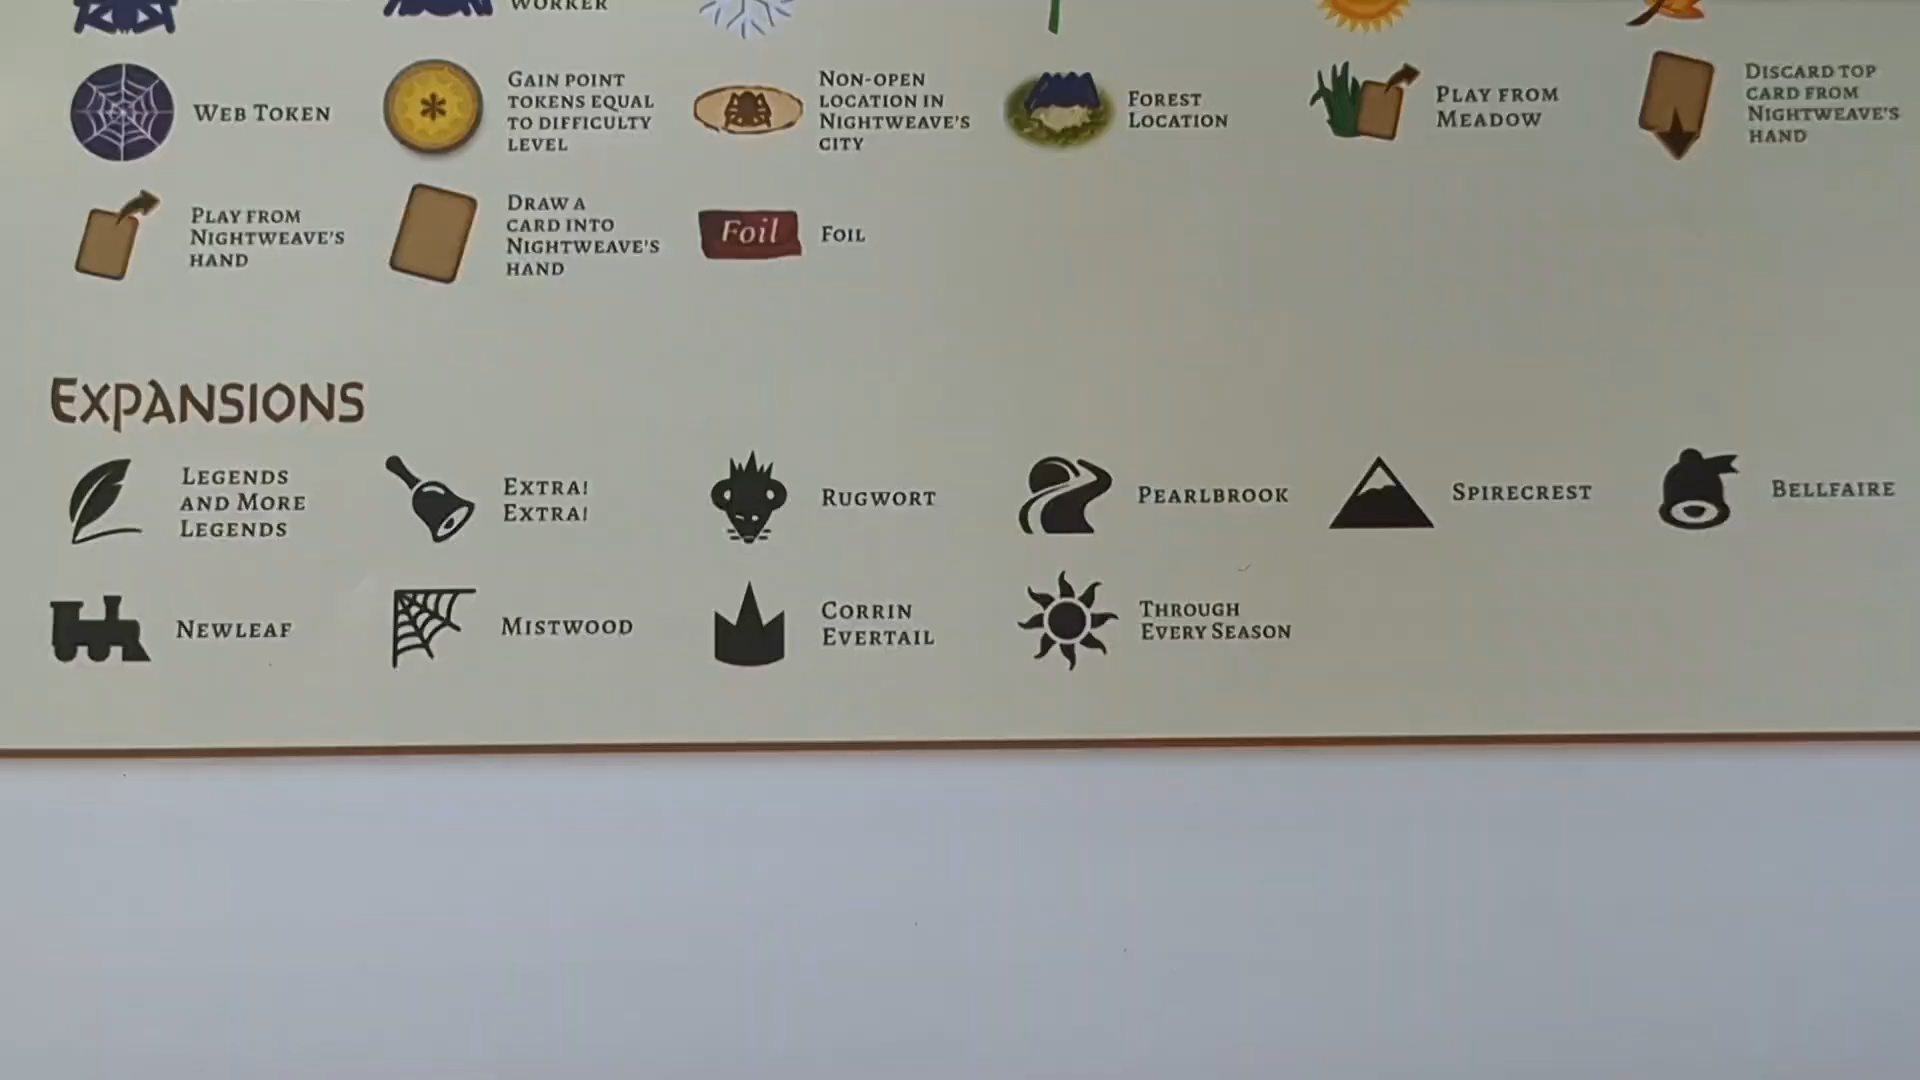 WORKER
WEB TOKEN
GAIN POINT
TOKENS EQUAL
TO DIFFICULTY
LEVEL
NON-OPEN
LOCATION IN
NIGHTWEAVE'S
CITY
FOREST
LOCATION
PLAY FROM
MEADOW
DISCARD TOP
CARD FROM
NIGHTWEAVE'S
HAND
PLAY FROM
NIGHTWEAVE'S
HAND
DRAW A
CARD INTO
NIGHTWEAVE'S
HAND
Foil
FOIL
EXPANSIONS
LEGENDS
AND MORE
LEGENDS
EXTRA!
EXTRA!
RUGWORT
PEARLBROOK
SPIRECREST
BELLFAIRE
NEWLEAF
MISTWOOD
CORRIN
EVERTAIL
THROUGH
EVERY SEASON